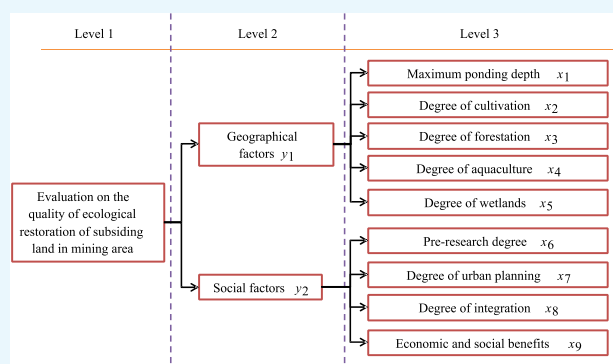 Level 1
Level 2
Level 3
Evaluation on the
quality of ecological
restoration of subsiding
land in mining area
Geographical
factors y1
Social factors y2
Maximum ponding depth x1
Degree of cultivation x2
Degree of forestation x3
Degree of aquaculture x4
Degree of wetlands x5
Pre-research degree x6
Degree of urban planning x7
Degree of integration x8
Economic and social benefits x9